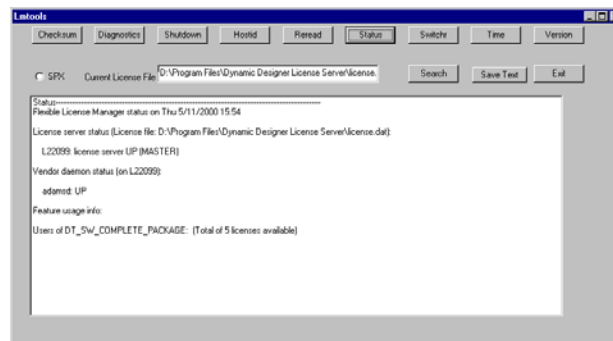 Lmtools
Checksum Diagnostics Shutdown Hostid Reread Status Switchr Time Version
SPX Current License File D:\Program Files\Dynamic Designer License Server\license. Search Save Text Exit
Status--------------------------------------------------------------------
Flexible License Manager status on Thu 5/11/2000 15:54
License server status (License file: D:\Program Files\Dynamic Designer License Server\license.dat):
L22099: license server UP (MASTER)
Vendor daemon status (on L22099):
adamsd: UP
Feature usage info:
Users of DT_SW_COMPLETE_PACKAGE: (Total of 5 licenses available)